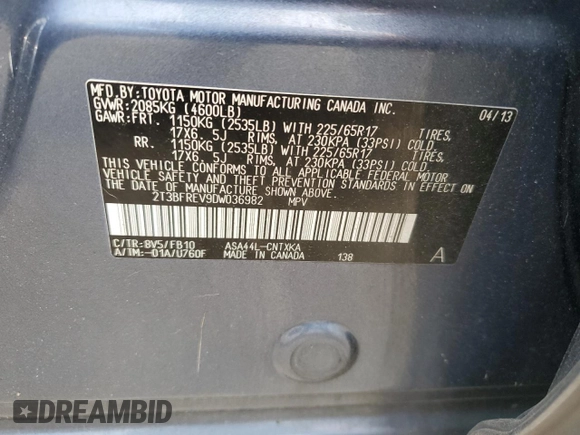 MFD.BY:TOYOTA MOTOR MANUFACTURING CANADA INC.
GVWR:2085KG (4600LB) 04/13
GAWR:FRT. 1150KG (2535LB) WITH 225/65R17 TIRES,
17X6. 5J RIMS, AT 230KPA (33PSI) COLD.
RR. 1150KG (2535LB) WITH 225/65R17 TIRES,
17X6. 5J RIMS, AT 230KPA (33PSI) COLD.
THIS VEHICLE CONFORMS TO ALL APPLICABLE FEDERAL MOTOR
VEHICLE SAFETY AND THEFT PREVENTION STANDARDS IN
EFFECT ON THE DATE OF MANUFACTURE SHOWN ABOVE.
2T3BFREV9DW036982 MPV
C/TR:8V5/FB10 ASA44L-CNTXKA
A/TM:-01A/U760F MADE IN CANADA 138 A
DREAMBID